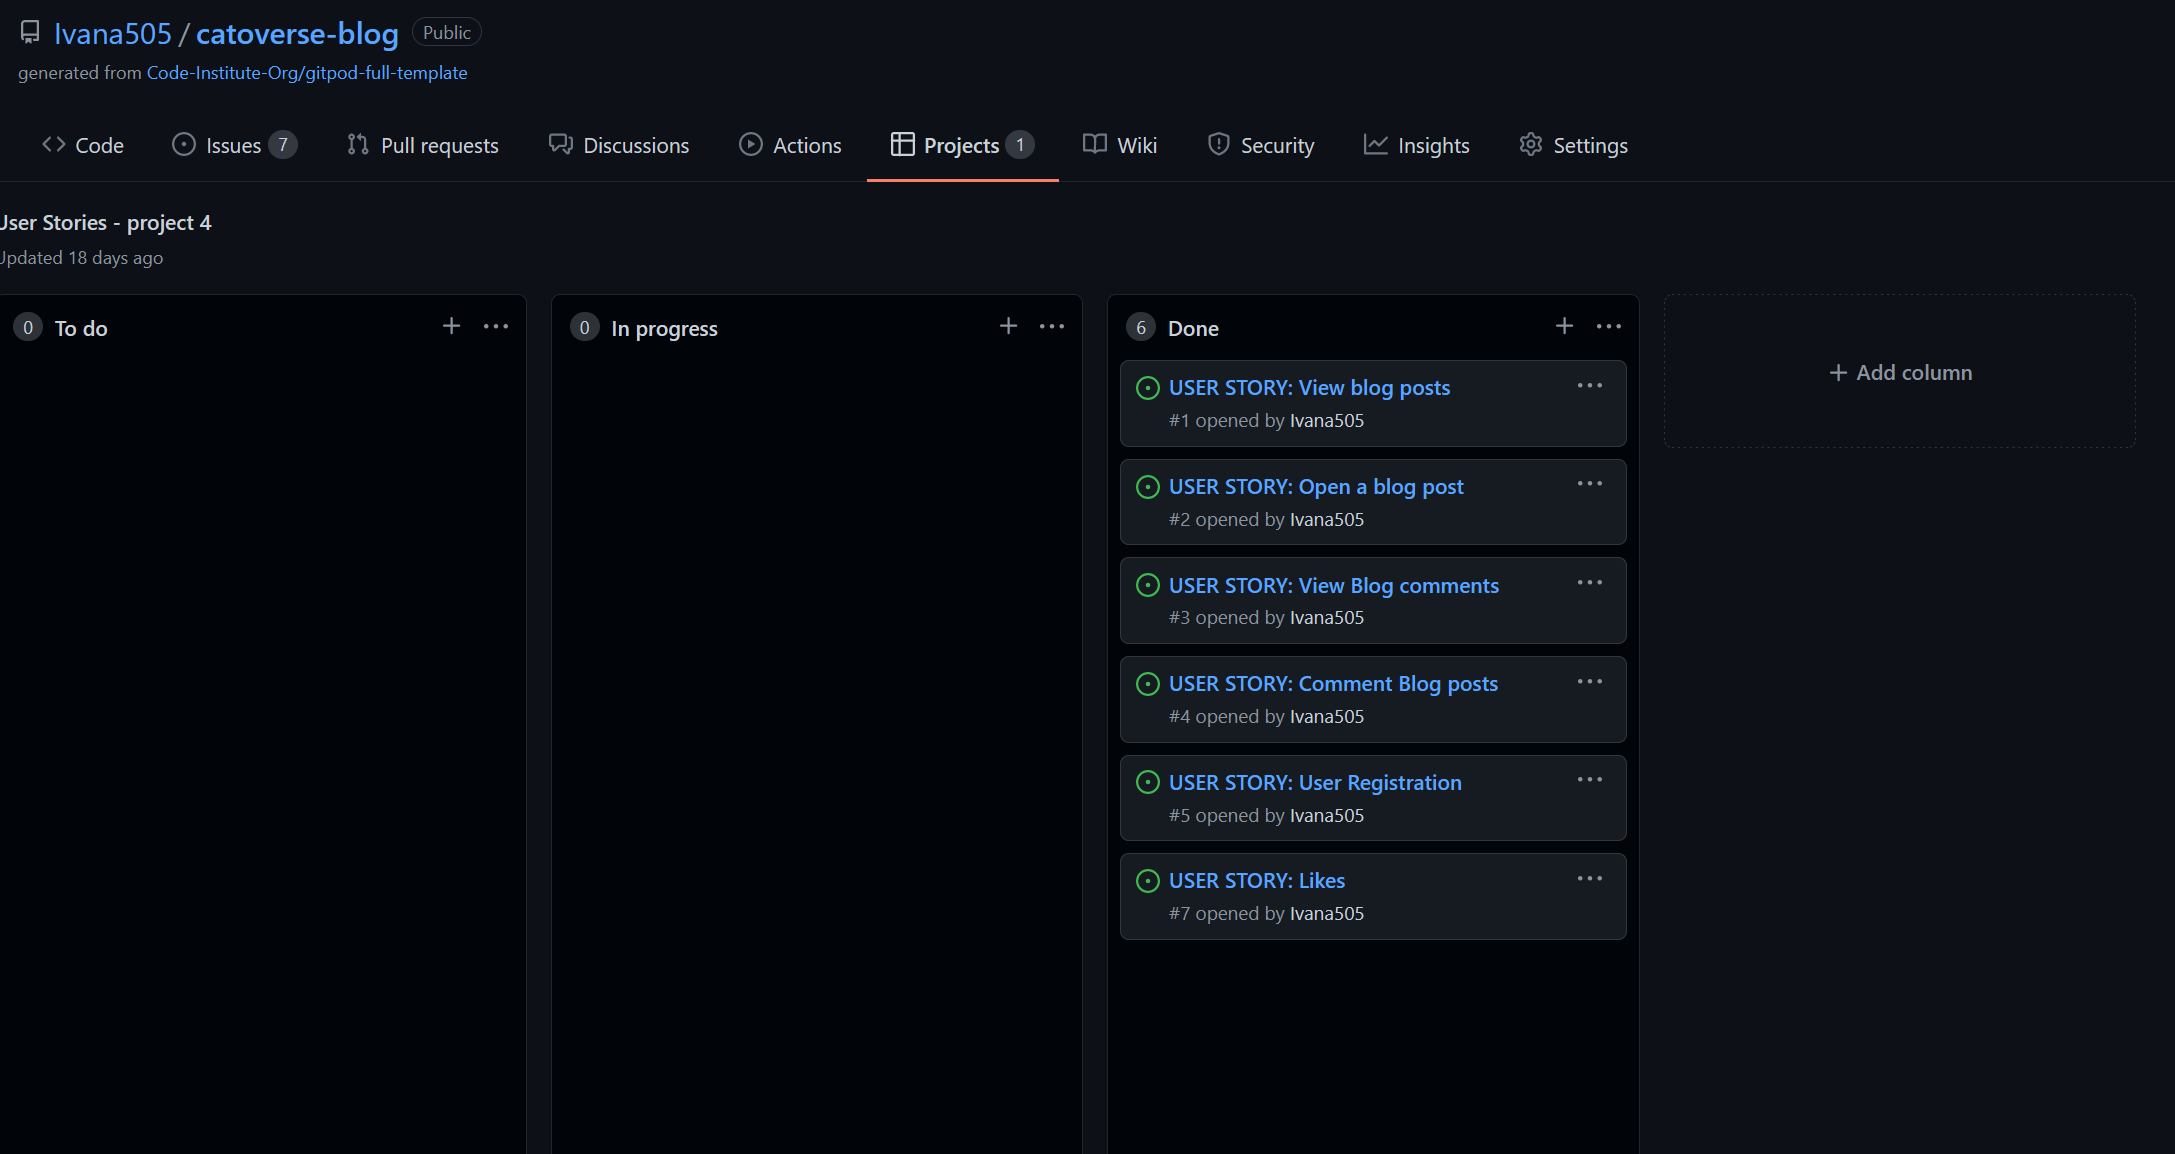 Ivana505 / catoverse-blog Public
generated from Code-Institute-Org/gitpod-full-template
Code Issues 7 Pull requests Discussions Actions Projects 1 Wiki Security Insights Settings
User Stories - project 4
Updated 18 days ago
0 To do
0 In progress
6 Done
USER STORY: View blog posts
#1 opened by Ivana505
USER STORY: Open a blog post
#2 opened by Ivana505
USER STORY: View Blog comments
#3 opened by Ivana505
USER STORY: Comment Blog posts
#4 opened by Ivana505
USER STORY: User Registration
#5 opened by Ivana505
USER STORY: Likes
#7 opened by Ivana505
+ Add column